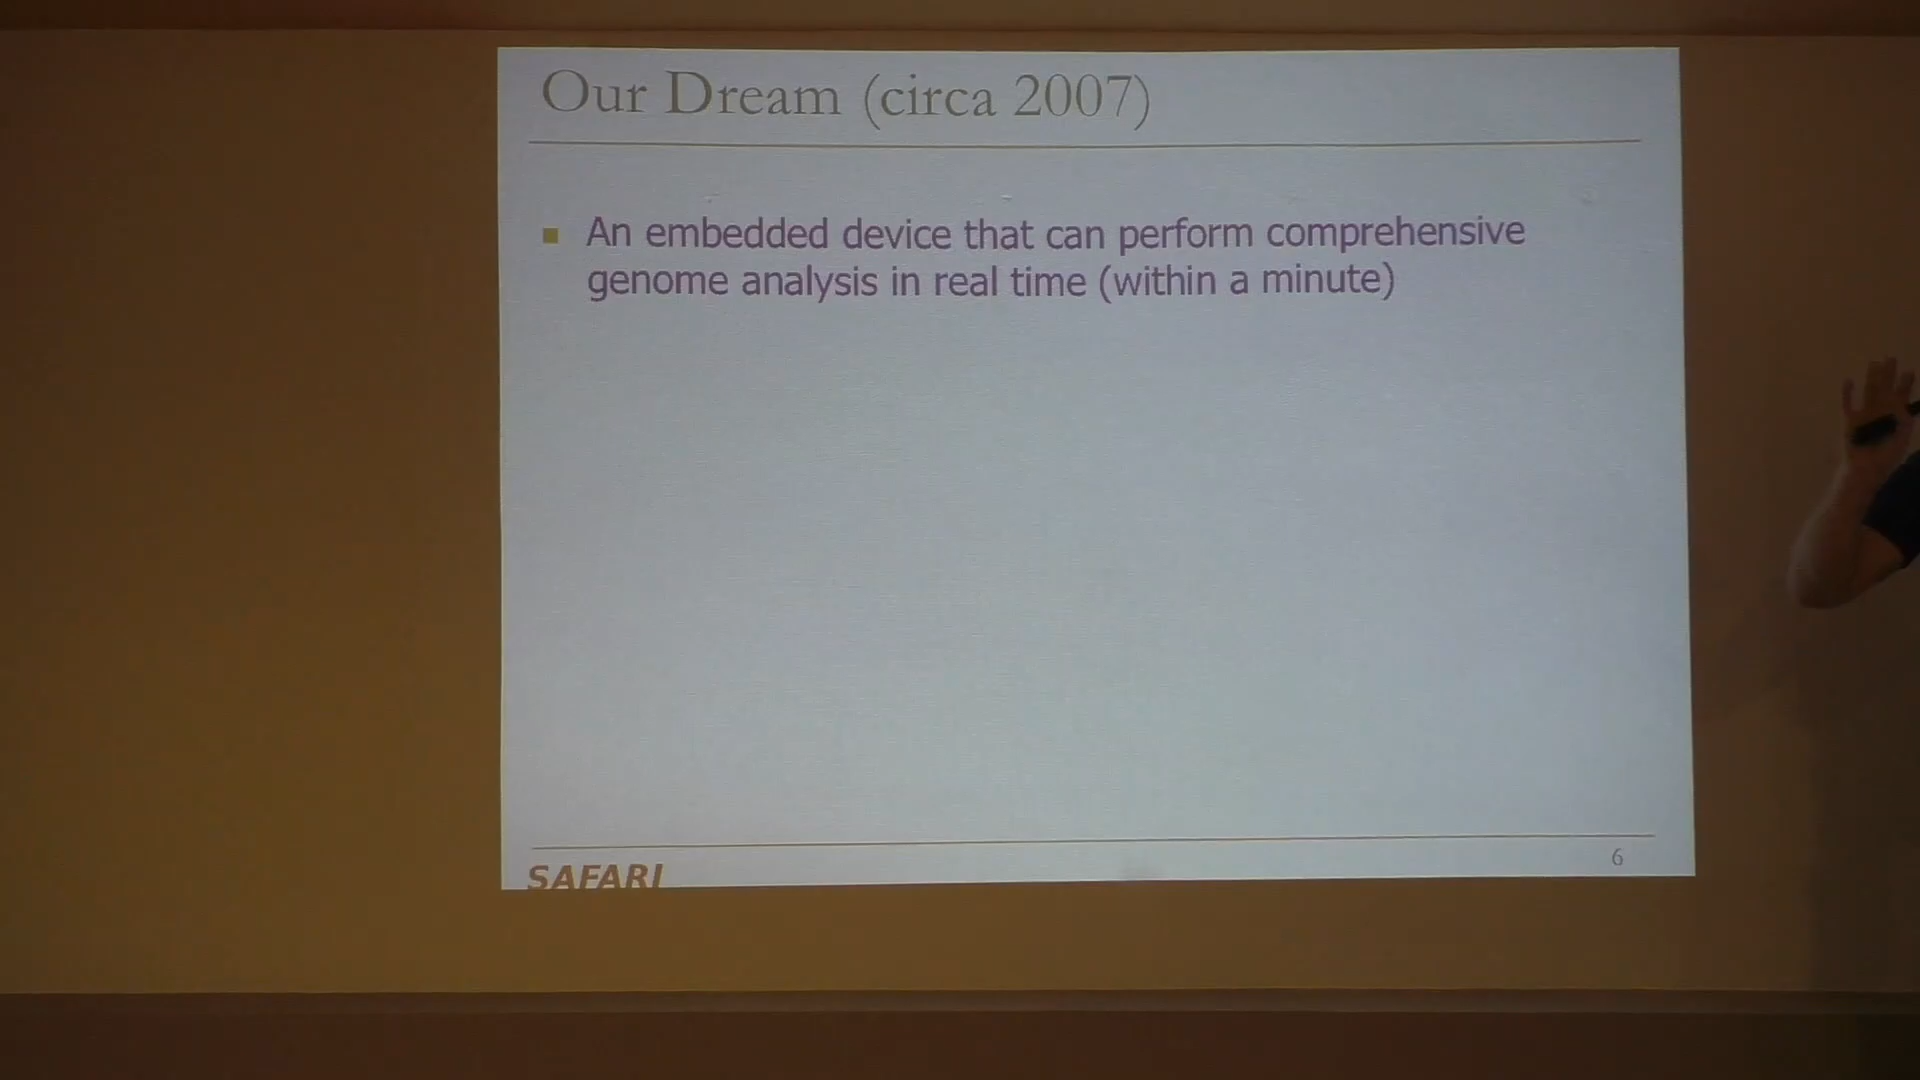 Our Dream (circa 2007)
▪ An embedded device that can perform comprehensive
genome analysis in real time (within a minute)
SAFARI
6